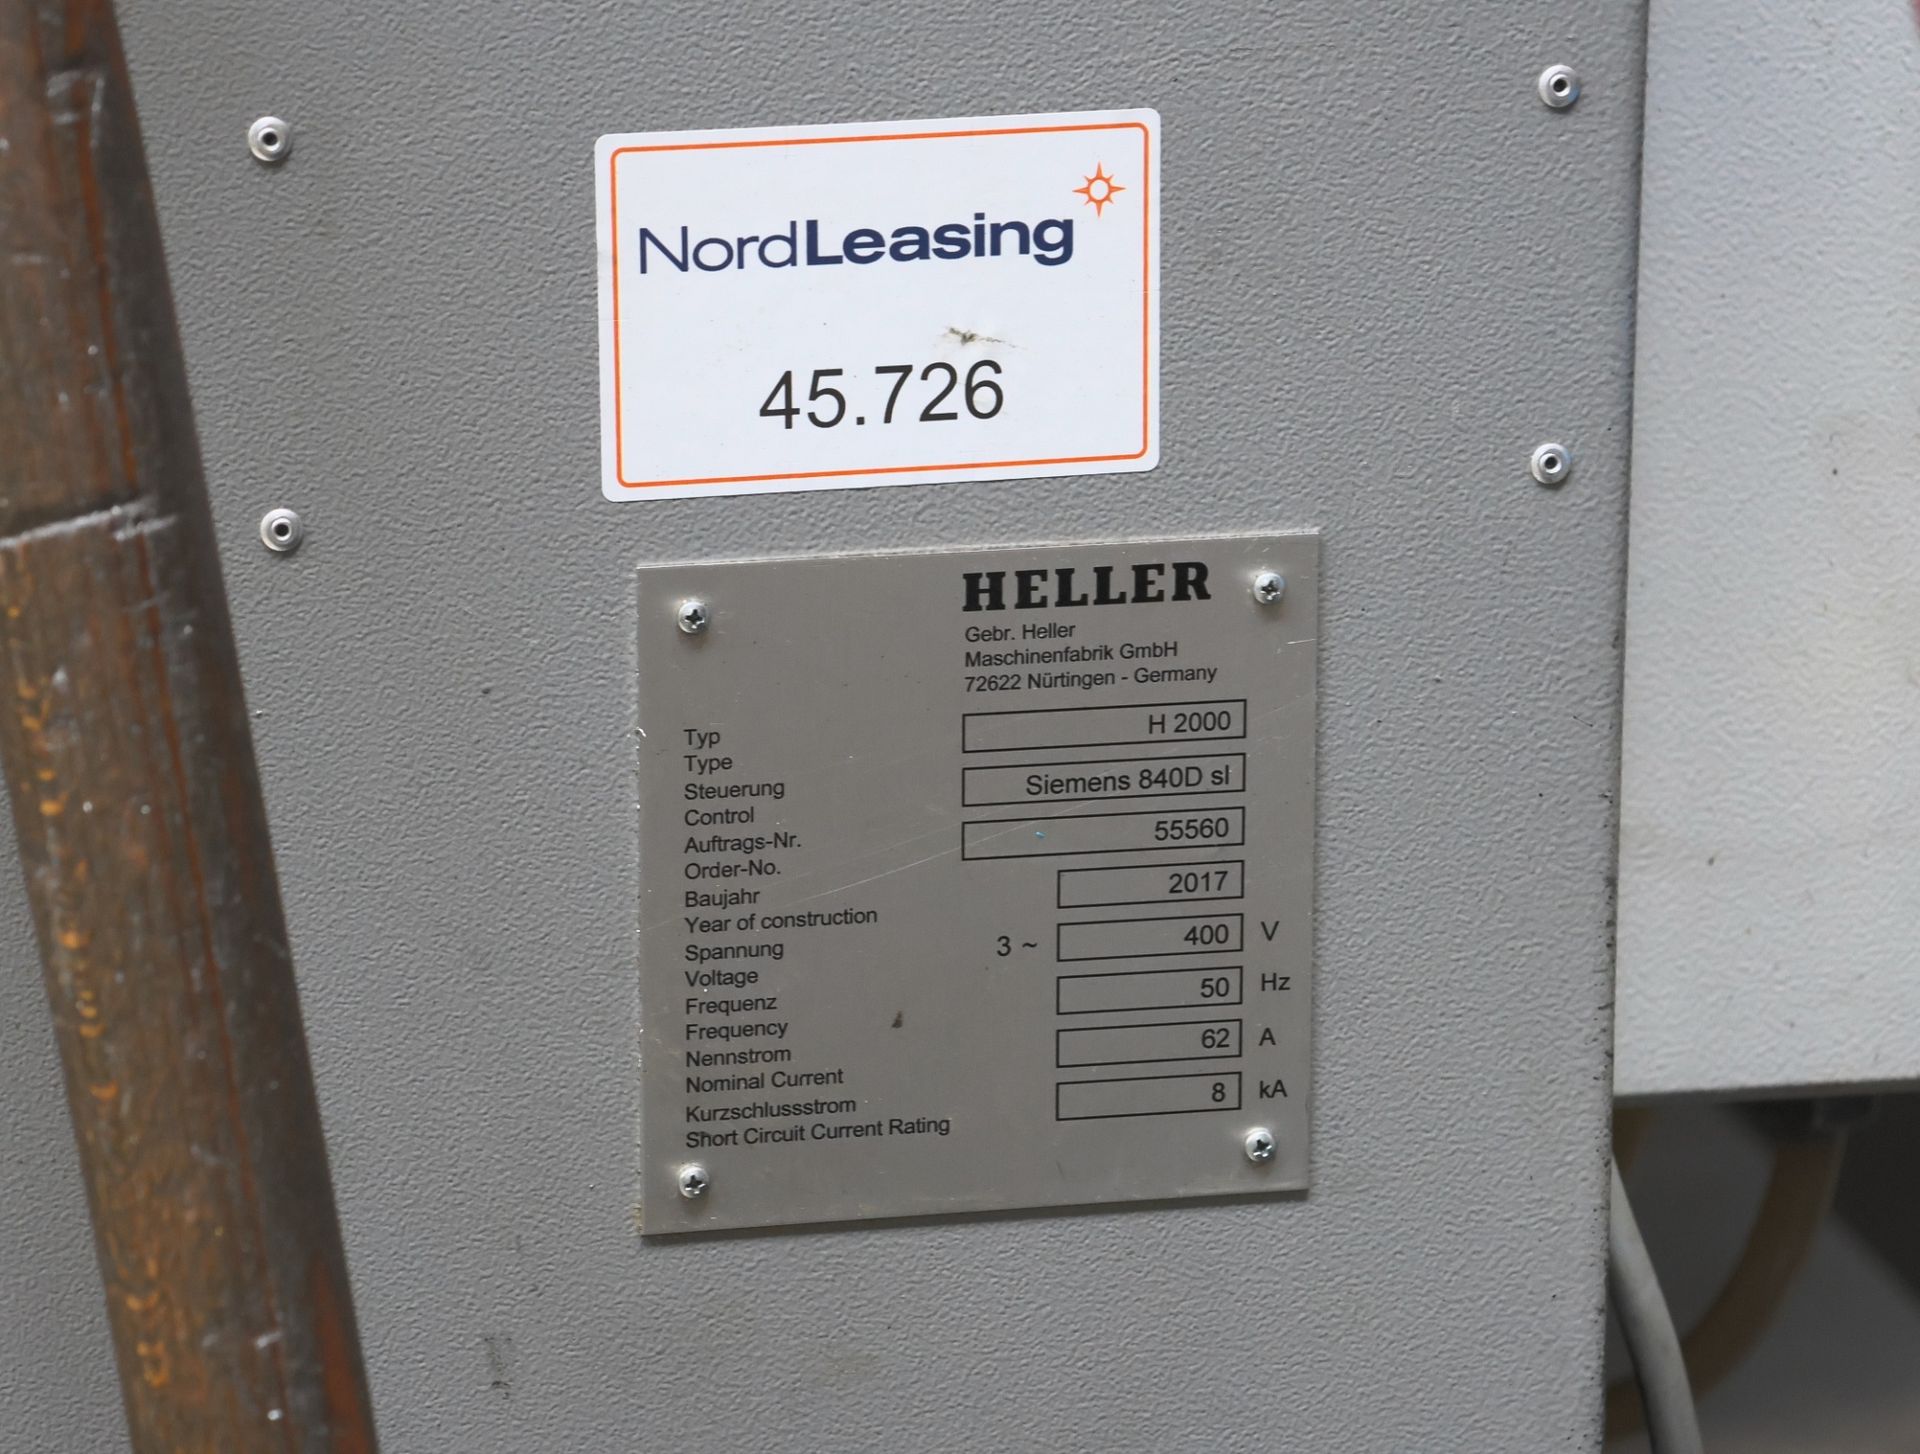 NordLeasing
45.726
HELLER
Gebr. Heller
Maschinenfabrik GmbH
72622 Nürtingen - Germany
Typ
Type
H 2000
Steuerung
Control
Siemens 840D sl
Auftrags-Nr.
Order-No.
55560
Baujahr
Year of construction
2017
Spannung
Voltage
3 ~ 400 V
Frequenz
Frequency
50 Hz
Nennstrom
Nominal Current
62 A
Kurzschlussstrom
Short Circuit Current Rating
8 kA